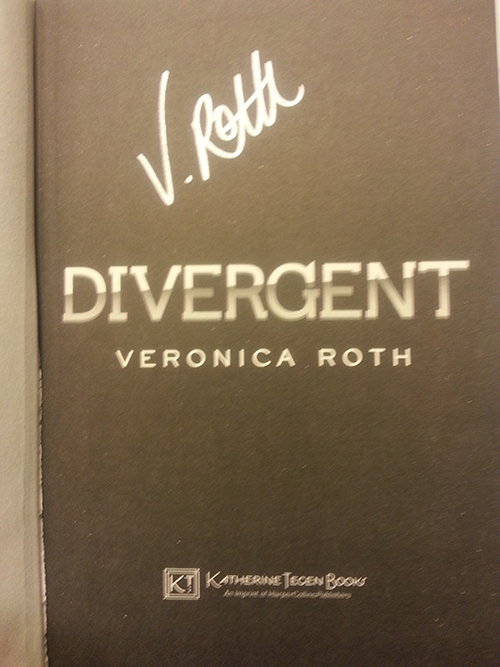 V. Roth
DIVERGENT
VERONICA ROTH
KT
KATHERINE TEGEN BOOKS
An Imprint of HarperCollinsPublishers